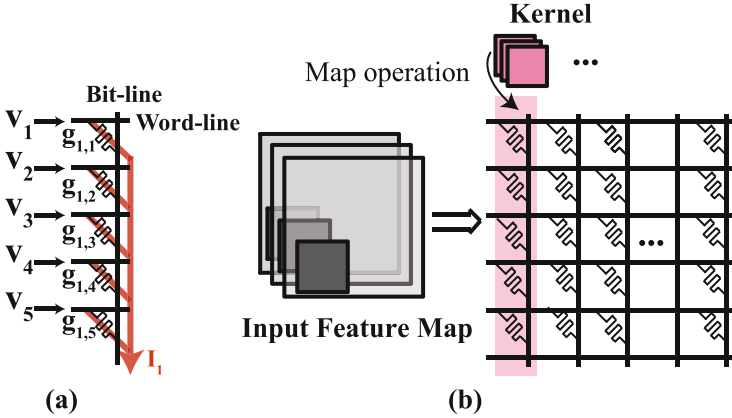 Kernel
Map operation
...
Bit-line
Word-line
V1
g1,1
V2
g1,2
V3
g1,3
V4
g1,4
V5
g1,5
I1
...
Input Feature Map
(a)
(b)